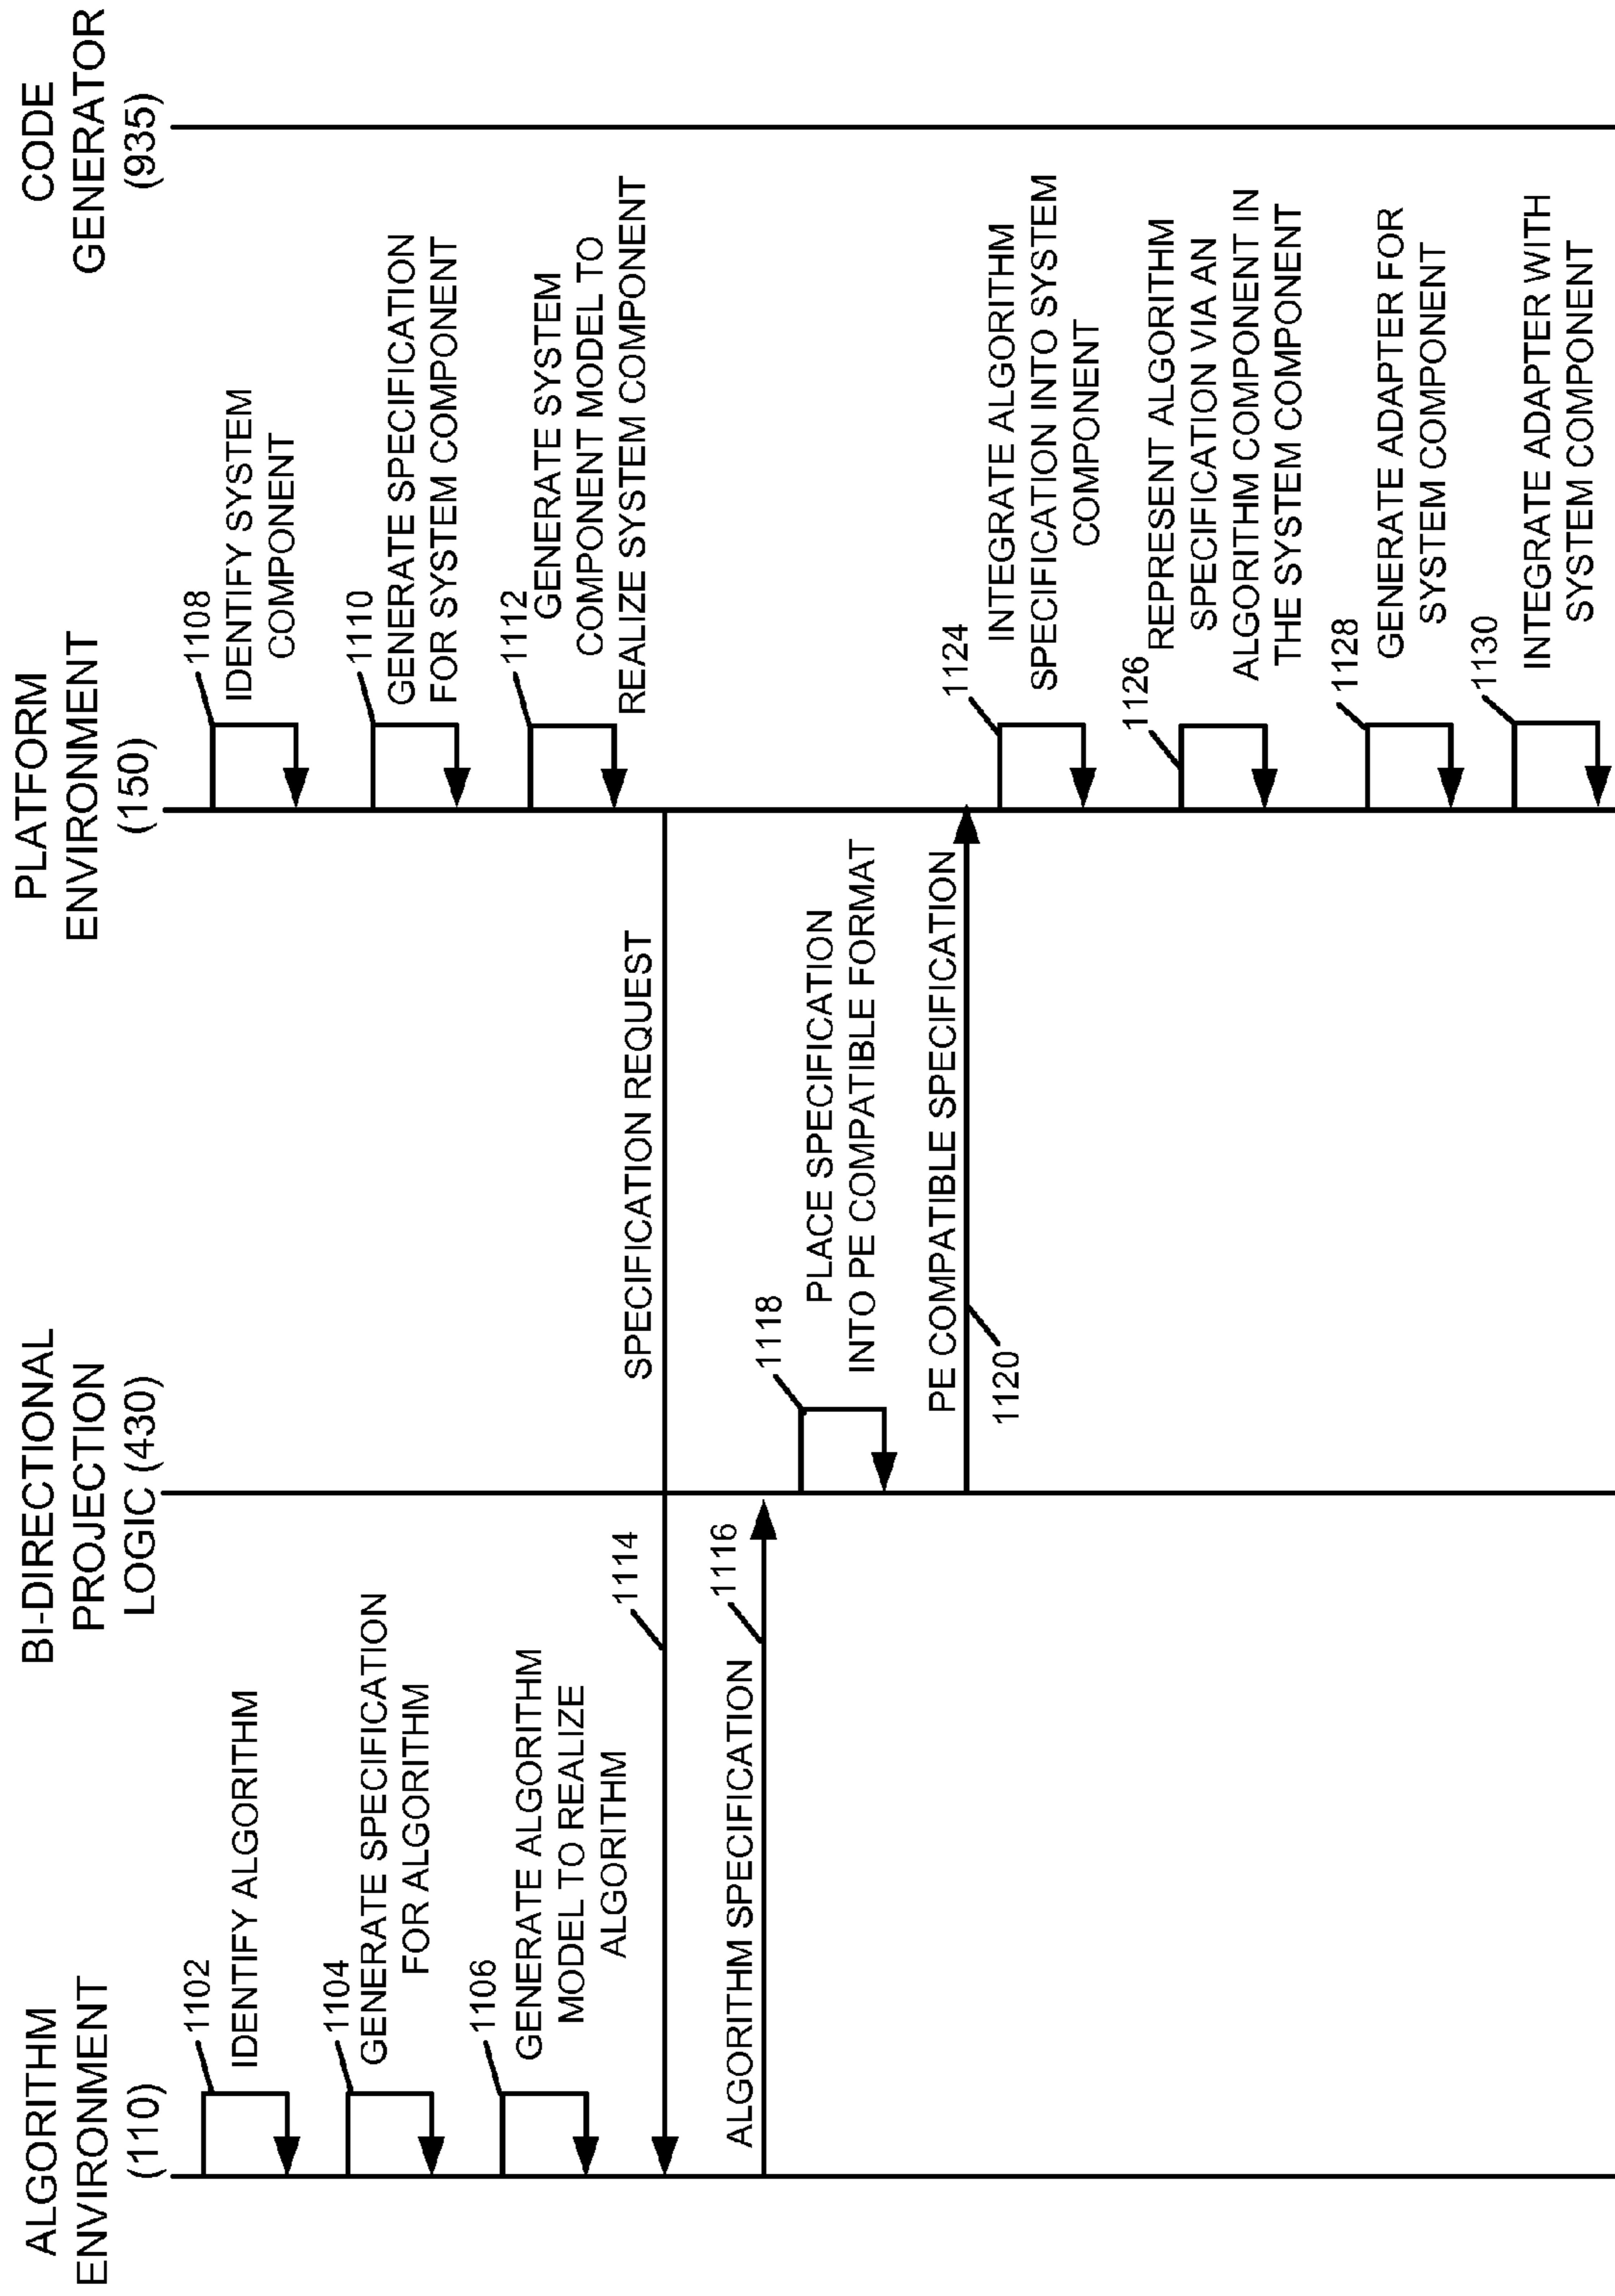 ALGORITHM
ENVIRONMENT
(110)
BI-DIRECTIONAL
PROJECTION
LOGIC (430)
PLATFORM
ENVIRONMENT
(150)
CODE
GENERATOR
(935)
1102
IDENTIFY ALGORITHM
1104
GENERATE SPECIFICATION
FOR ALGORITHM
1106
GENERATE ALGORITHM
MODEL TO REALIZE
ALGORITHM
1108
IDENTIFY SYSTEM
COMPONENT
1110
GENERATE SPECIFICATION
FOR SYSTEM COMPONENT
1112
GENERATE SYSTEM
COMPONENT MODEL TO
REALIZE SYSTEM COMPONENT
1114
SPECIFICATION REQUEST
ALGORITHM SPECIFICATION
1116
1118
PLACE SPECIFICATION
INTO PE COMPATIBLE FORMAT
PE COMPATIBLE SPECIFICATION
1120
1124
INTEGRATE ALGORITHM
SPECIFICATION INTO SYSTEM
COMPONENT
1126
REPRESENT ALGORITHM
SPECIFICATION VIA AN
ALGORITHM COMPONENT IN
THE SYSTEM COMPONENT
1128
GENERATE ADAPTER FOR
SYSTEM COMPONENT
1130
INTEGRATE ADAPTER WITH
SYSTEM COMPONENT